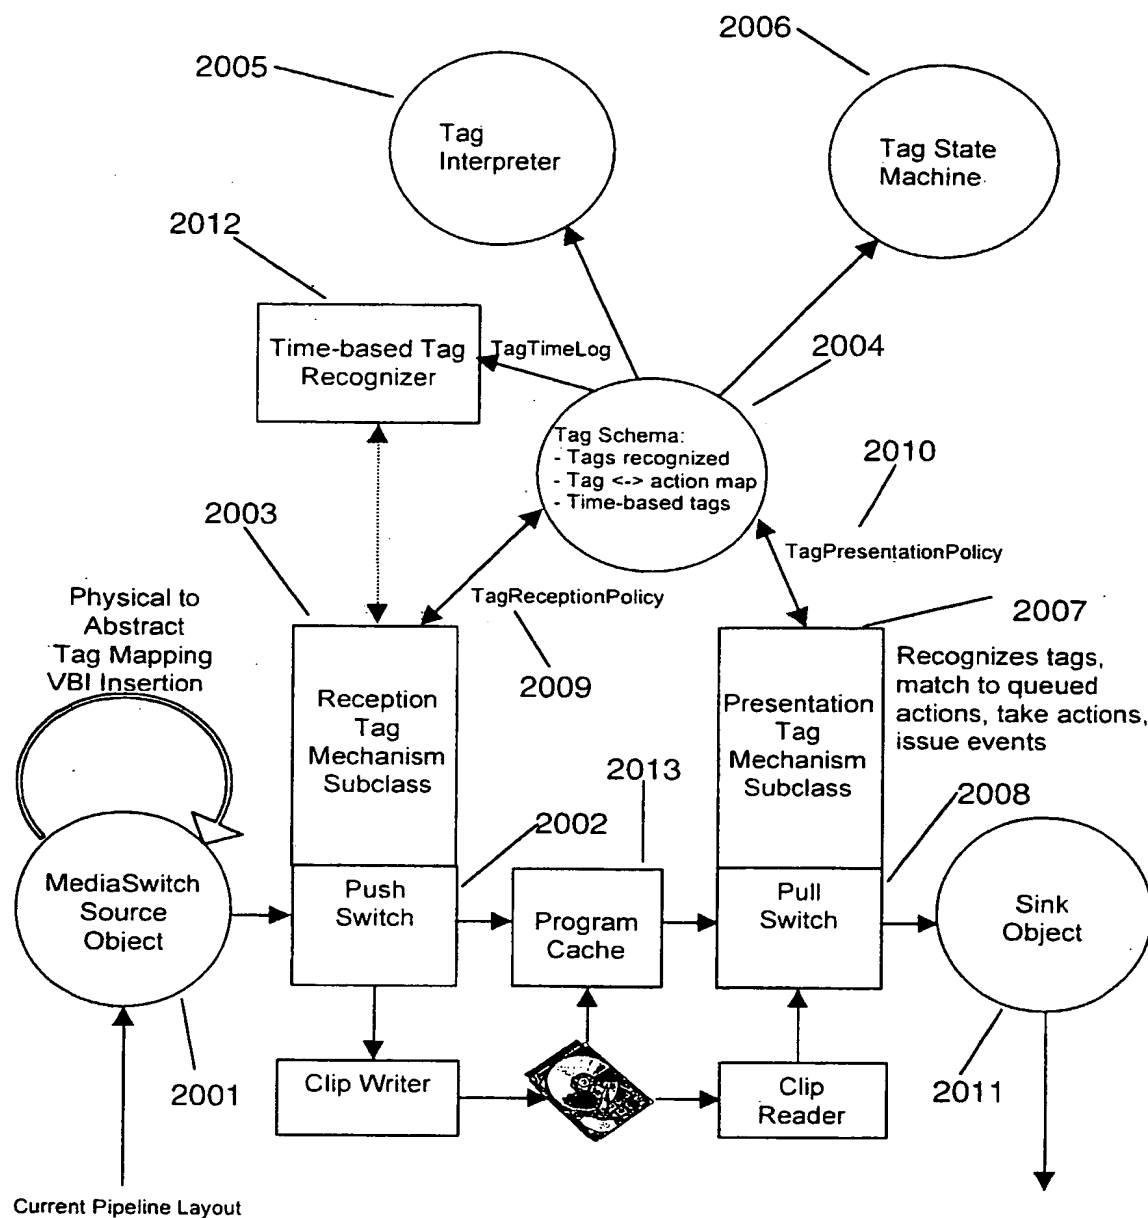 2006
2005
Tag
Interpreter
Tag State
Machine
2012
Time-based Tag
Recognizer
TagTimeLog
2004
Tag Schema:
- Tags recognized
- Tag <-> action map
- Time-based tags
2010
2003
TagPresentationPolicy
TagReceptionPolicy
Physical to
Abstract
Tag Mapping
VBI Insertion
2007
2009
Recognizes tags,
match to queued
actions, take actions,
issue events
Reception
Tag
Mechanism
Subclass
Presentation
Tag
Mechanism
Subclass
2013
2002
2008
MediaSwitch
Source
Object
Push
Switch
Program
Cache
Pull
Switch
Sink
Object
2001
Clip Writer
Clip
Reader
2011
Current Pipeline Layout